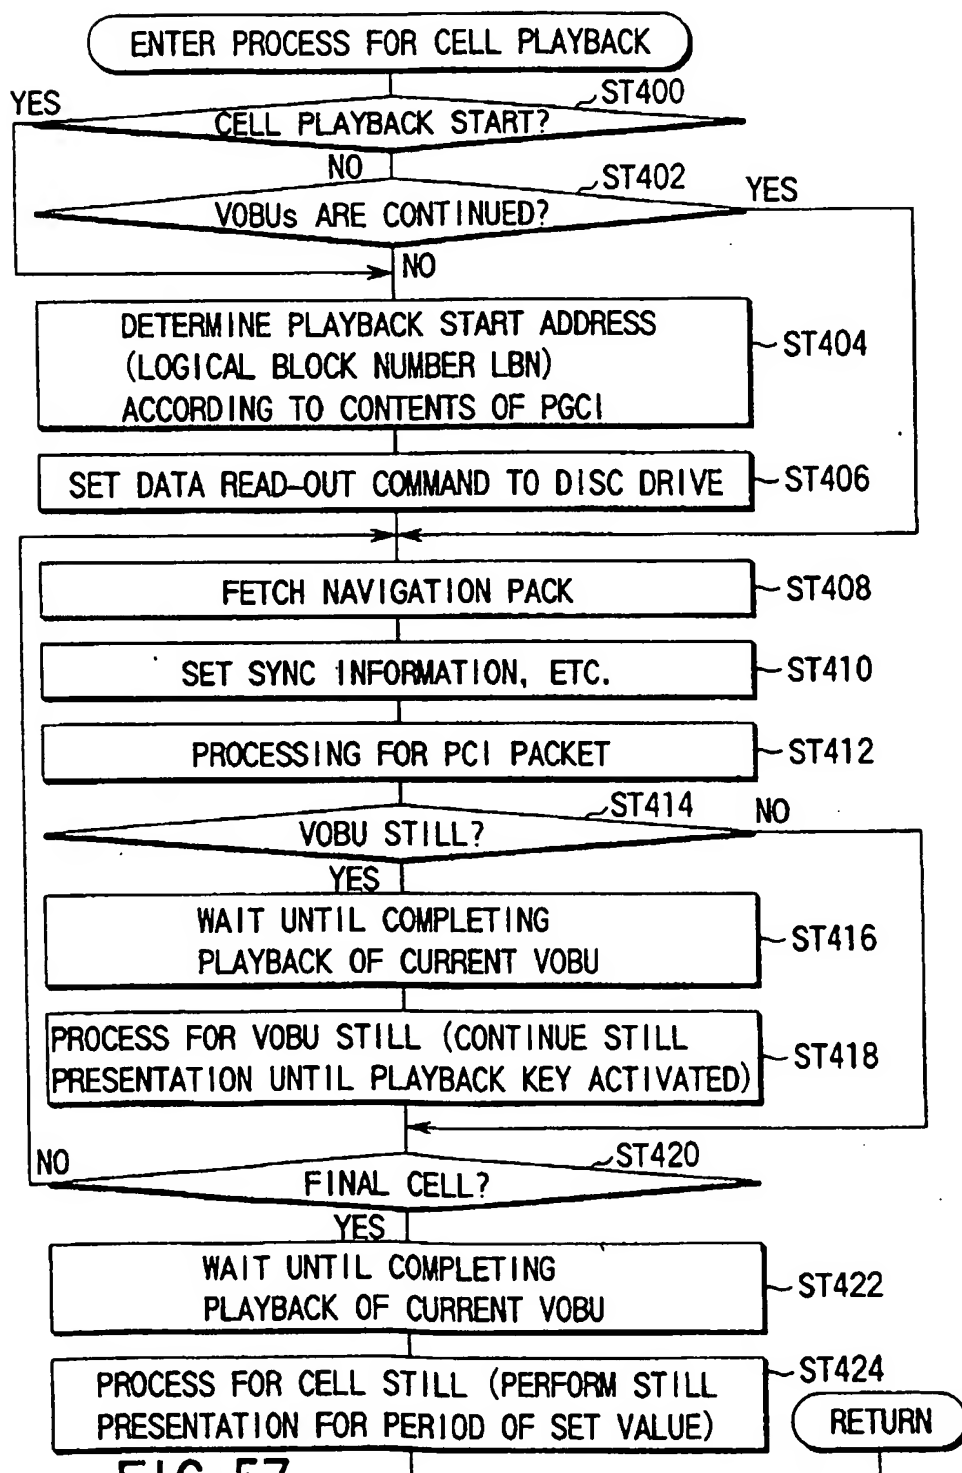 ENTER PROCESS FOR CELL PLAYBACK
ST400
YES
CELL PLAYBACK START?
NO
ST402
YES
VOBUs ARE CONTINUED?
NO
DETERMINE PLAYBACK START ADDRESS
(LOGICAL BLOCK NUMBER LBN)
ACCORDING TO CONTENTS OF PGCI
ST404
SET DATA READ-OUT COMMAND TO DISC DRIVE
ST406
FETCH NAVIGATION PACK
ST408
SET SYNC INFORMATION, ETC.
ST410
PROCESSING FOR PCI PACKET
ST412
ST414
NO
VOBU STILL?
YES
WAIT UNTIL COMPLETING
PLAYBACK OF CURRENT VOBU
ST416
PROCESS FOR VOBU STILL (CONTINUE STILL
PRESENTATION UNTIL PLAYBACK KEY ACTIVATED)
ST418
NO
ST420
FINAL CELL?
YES
WAIT UNTIL COMPLETING
PLAYBACK OF CURRENT VOBU
ST422
PROCESS FOR CELL STILL (PERFORM STILL
PRESENTATION FOR PERIOD OF SET VALUE)
ST424
RETURN
FIG. 57